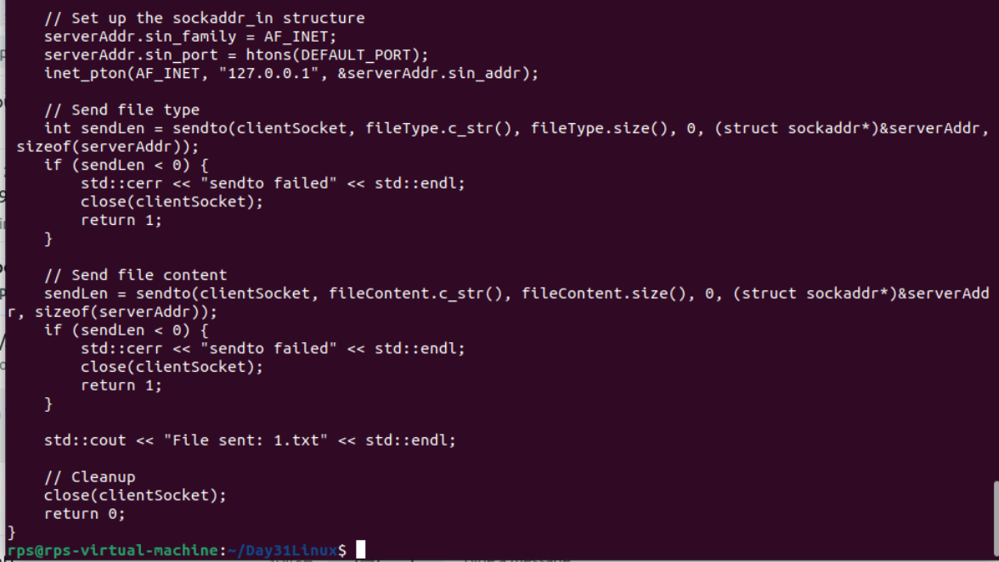 // Set up the sockaddr_in structure
    serverAddr.sin_family = AF_INET;
    serverAddr.sin_port = htons(DEFAULT_PORT);
    inet_pton(AF_INET, "127.0.0.1", &serverAddr.sin_addr);

    // Send file type
    int sendLen = sendto(clientSocket, fileType.c_str(), fileType.size(), 0, (struct sockaddr*)&serverAddr,
 sizeof(serverAddr));
    if (sendLen < 0) {
        std::cerr << "sendto failed" << std::endl;
        close(clientSocket);
        return 1;
    }

    // Send file content
    sendLen = sendto(clientSocket, fileContent.c_str(), fileContent.size(), 0, (struct sockaddr*)&serverAdd
r, sizeof(serverAddr));
    if (sendLen < 0) {
        std::cerr << "sendto failed" << std::endl;
        close(clientSocket);
        return 1;
    }

    std::cout << "File sent: 1.txt" << std::endl;

    // Cleanup
    close(clientSocket);
    return 0;
}
rps@rps-virtual-machine:~/Day31Linux$